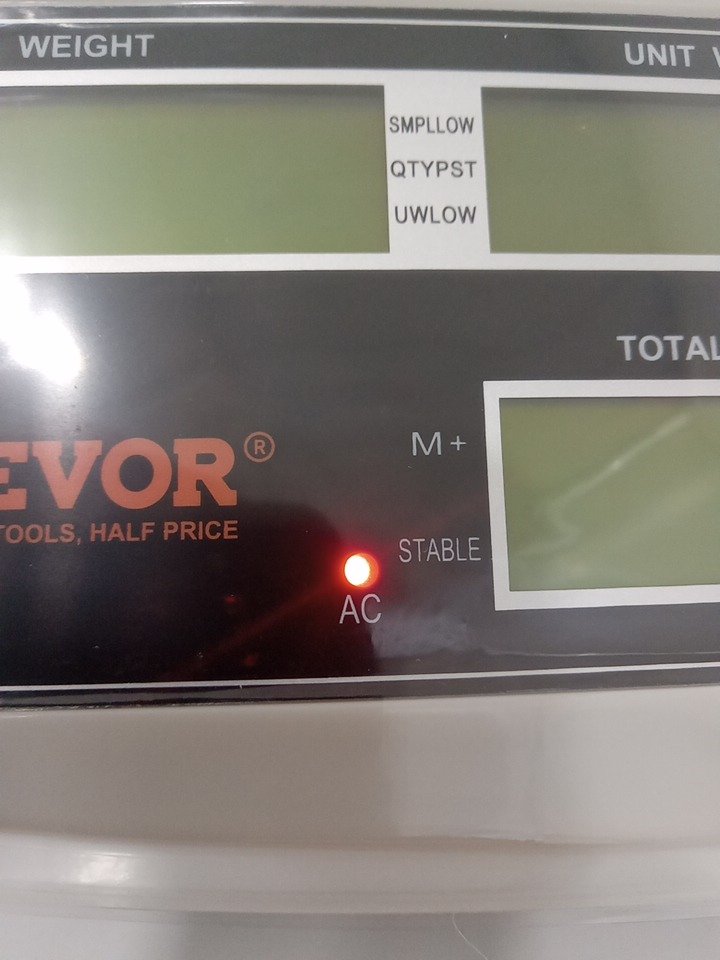 WEIGHT
UNIT
SMPLLOW
QTYPST
UWLOW
TOTAL
M+
EVOR®
TOOLS, HALF PRICE
STABLE
AC